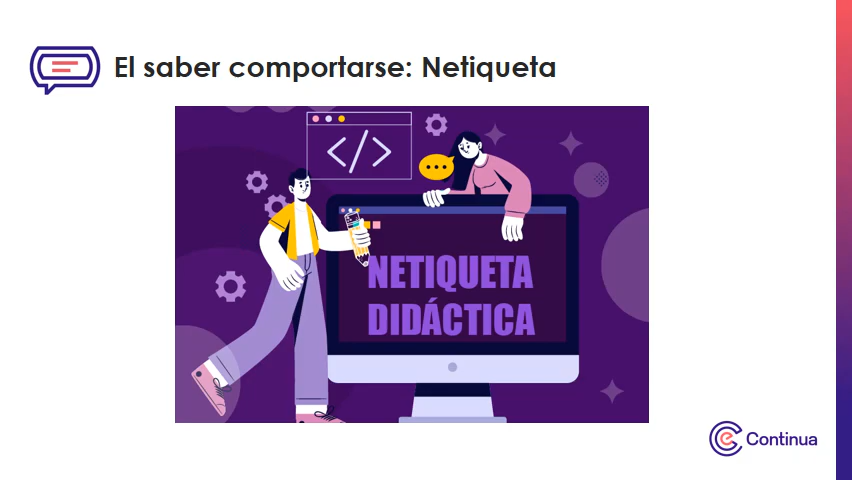 El saber comportarse: Netiqueta
</>
NETIQUETA
DIDÁCTICA
Continua